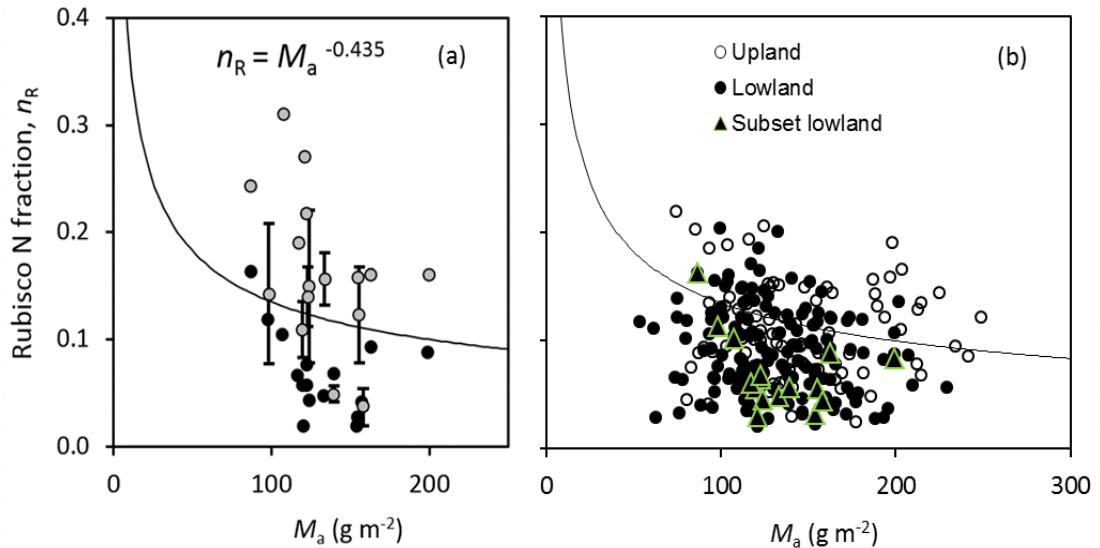 nR = Ma -0.435
(a)
Rubisco N fraction, nR
0.4
0.3
0.2
0.1
0.0
0
100
200
Ma (g m-2)
(b)
Upland
Lowland
Subset lowland
0
100
200
300
Ma (g m-2)